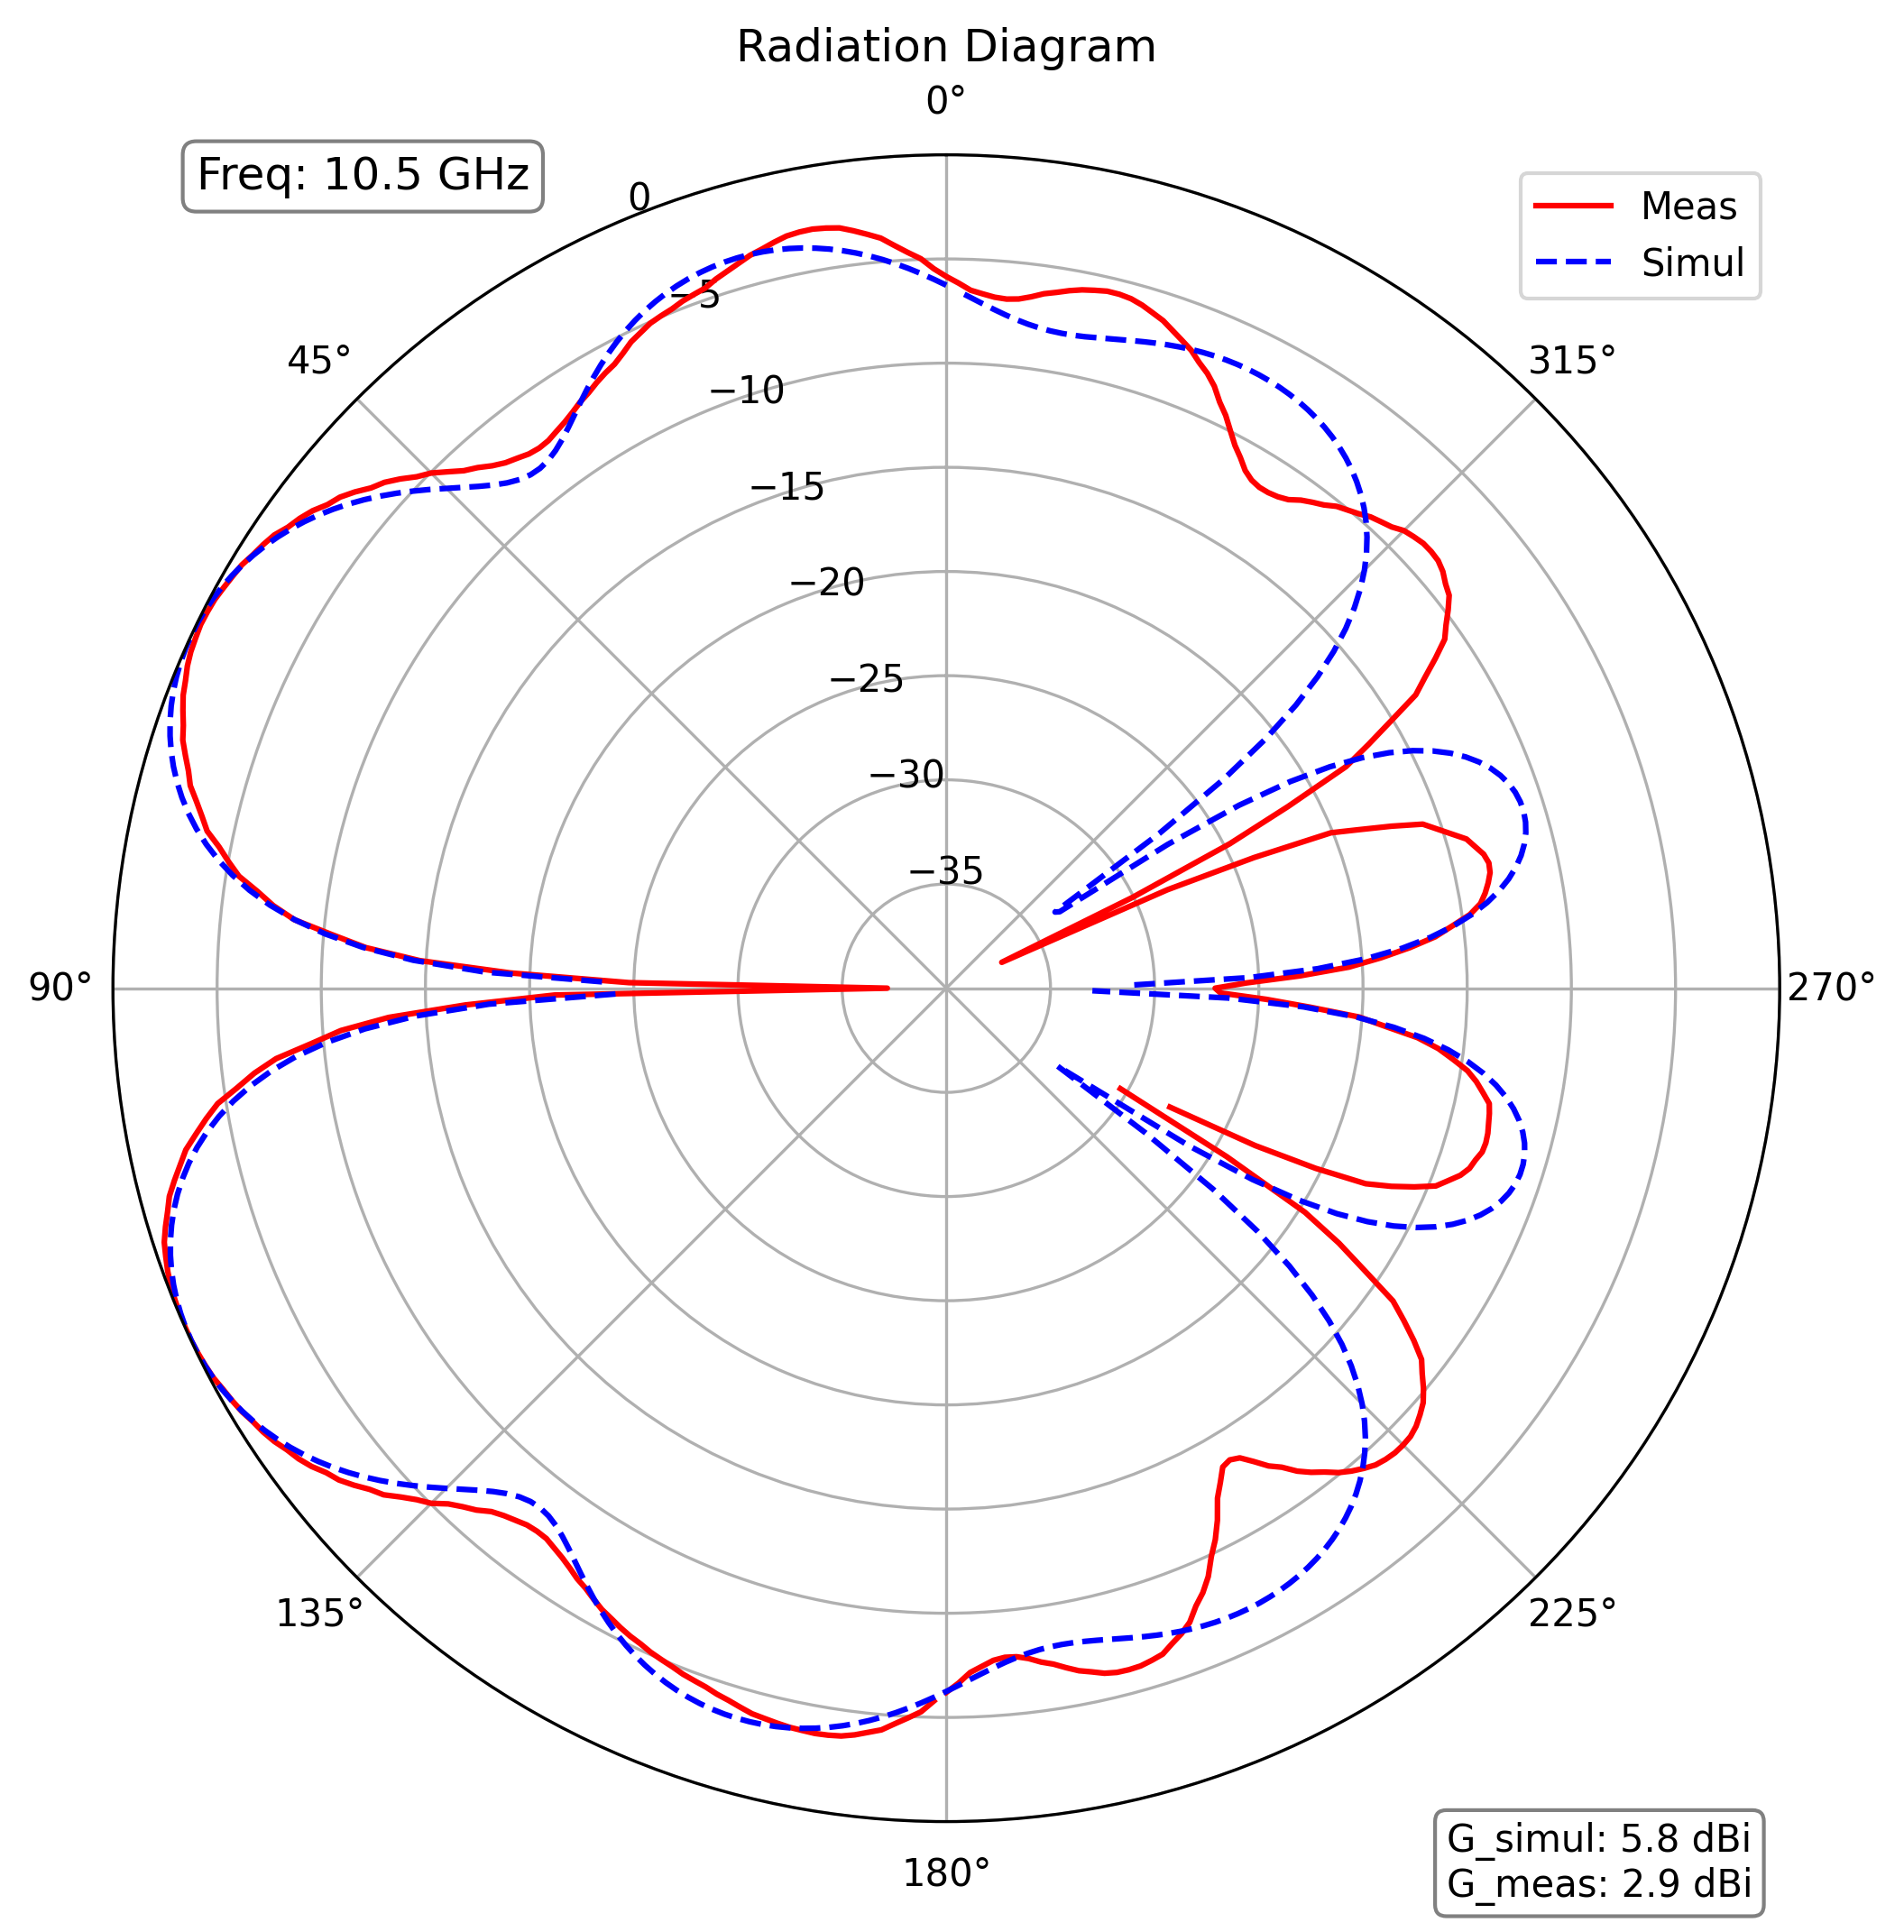 Radiation Diagram
0°
Freq: 10.5 GHz
Meas
Simul
0
−5
−10
−15
−20
−25
−30
−35
45°
315°
90°
270°
135°
225°
180°
G_simul: 5.8 dBi
G_meas: 2.9 dBi